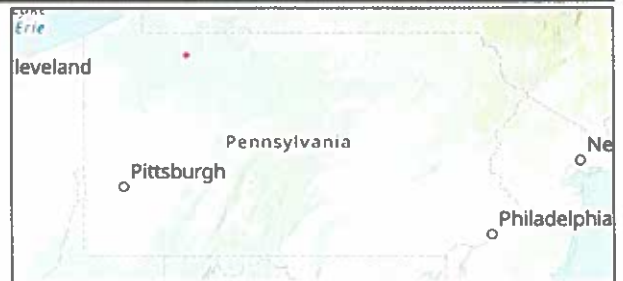 Erie
leveland
Pennsylvania
Ne
Pittsburgh
Philadelphia